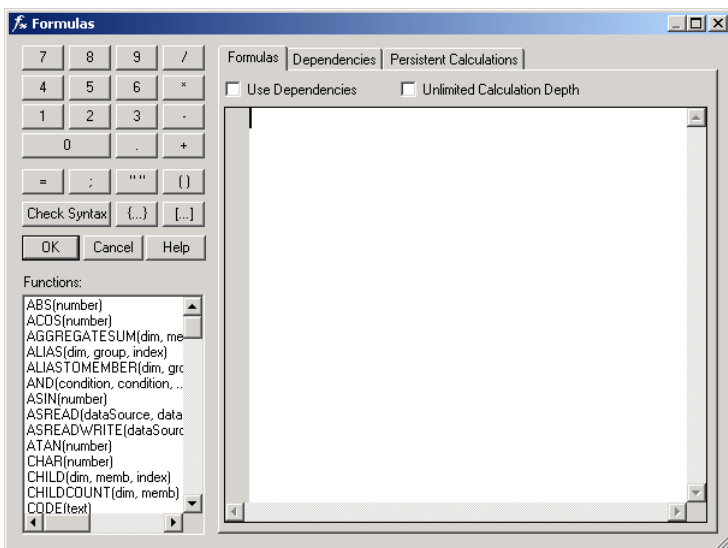 Formulas
7 8 9 /
4 5 6 *
1 2 3 -
0 . +
= ; "" ()
Check Syntax {...} [...]
OK Cancel Help
Functions:
ABS(number)
ACOS(number)
AGGREGATESUM(dim, me
ALIAS(dim, group, index)
ALIASTOMEMBER(dim, grc
AND(condition, condition, ..
ASIN(number)
ASREAD(dataSource, data
ASREADWRITE(dataSourc
ATAN(number)
CHAR(number)
CHILD(dim, memb, index)
CHILDCOUNT(dim, memb)
CODE(text)
Formulas Dependencies Persistent Calculations
Use Dependencies Unlimited Calculation Depth